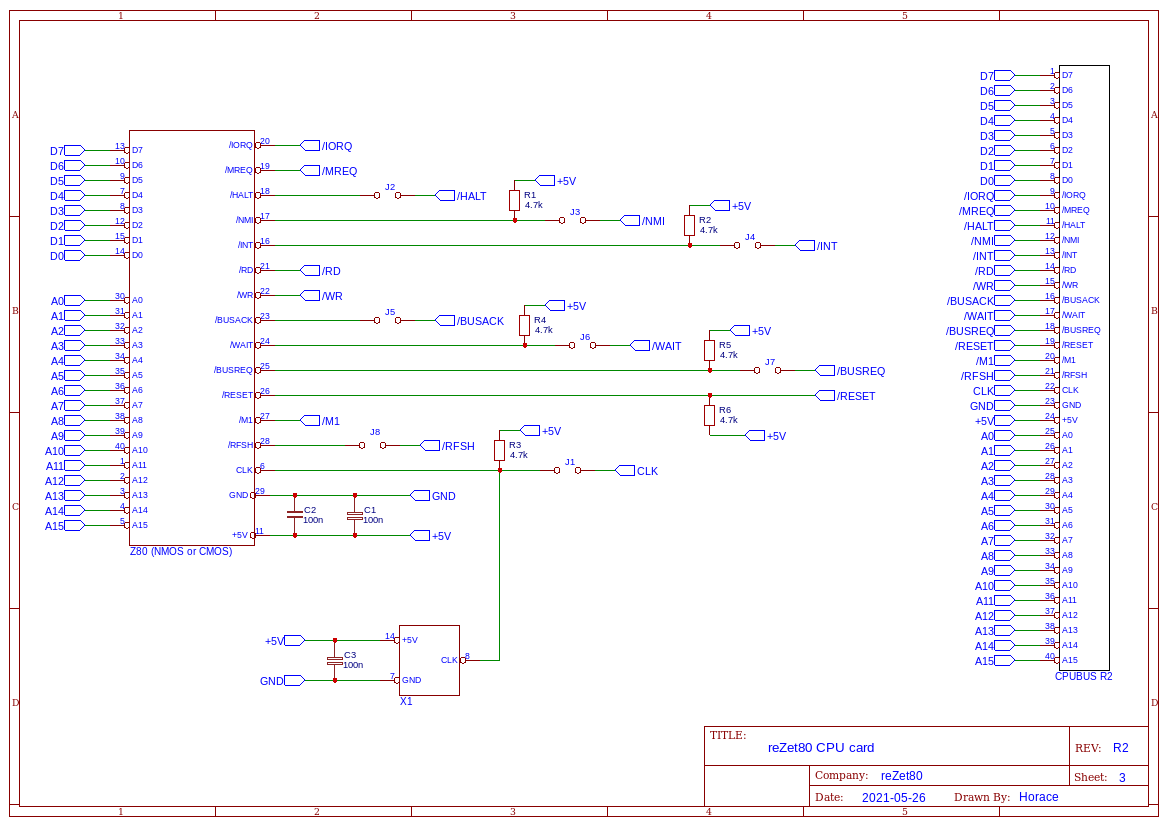 1 2 3 4 5
A A
B B
C C
D D
D7 13 D7
D6 10 D6
D5 9 D5
D4 7 D4
D3 8 D3
D2 12 D2
D1 15 D1
D0 14 D0
A0 30 A0
A1 31 A1
A2 32 A2
A3 33 A3
A4 34 A4
A5 35 A5
A6 36 A6
A7 37 A7
A8 38 A8
A9 39 A9
A10 40 A10
A11 1 A11
A12 2 A12
A13 3 A13
A14 4 A14
A15 5 A15
/IORQ 20 /IORQ
/MREQ 19 /MREQ
/HALT 18 J2 /HALT
R1 4.7k +5V
/NMI 17 J3 /NMI
R2 4.7k +5V
/INT 16 J4 /INT
/RD 21 /RD
/WR 22 /WR
/BUSACK 23 J5 /BUSACK
R4 4.7k +5V
/WAIT 24 J6 /WAIT
R5 4.7k +5V
/BUSREQ 25 J7 /BUSREQ
/RESET 26 /RESET
R6 4.7k +5V
/M1 27 /M1
/RFSH 28 J8 /RFSH
R3 4.7k +5V
CLK 6 J1 CLK
GND 29 GND
C2 100n C1 100n
+5V 11 +5V
Z80 (NMOS or CMOS)
+5V 14 +5V
C3 100n
CLK 8
GND 7 GND
X1
D7 1 D7
D6 2 D6
D5 3 D5
D4 4 D4
D3 5 D3
D2 6 D2
D1 7 D1
D0 8 D0
/IORQ 9 /IORQ
/MREQ 10 /MREQ
/HALT 11 /HALT
/NMI 12 /NMI
/INT 13 /INT
/RD 14 /RD
/WR 15 /WR
/BUSACK 16 /BUSACK
/WAIT 17 /WAIT
/BUSREQ 18 /BUSREQ
/RESET 19 /RESET
/M1 20 /M1
/RFSH 21 /RFSH
CLK 22 CLK
GND 23 GND
+5V 24 +5V
A0 25 A0
A1 26 A1
A2 27 A2
A3 28 A3
A4 29 A4
A5 30 A5
A6 31 A6
A7 32 A7
A8 33 A8
A9 34 A9
A10 35 A10
A11 36 A11
A12 37 A12
A13 38 A13
A14 39 A14
A15 40 A15
CPUBUS R2
TITLE: reZet80 CPU card REV: R2
Company: reZet80 Sheet: 3
Date: 2021-05-26 Drawn By: Horace
1 2 3 4 5